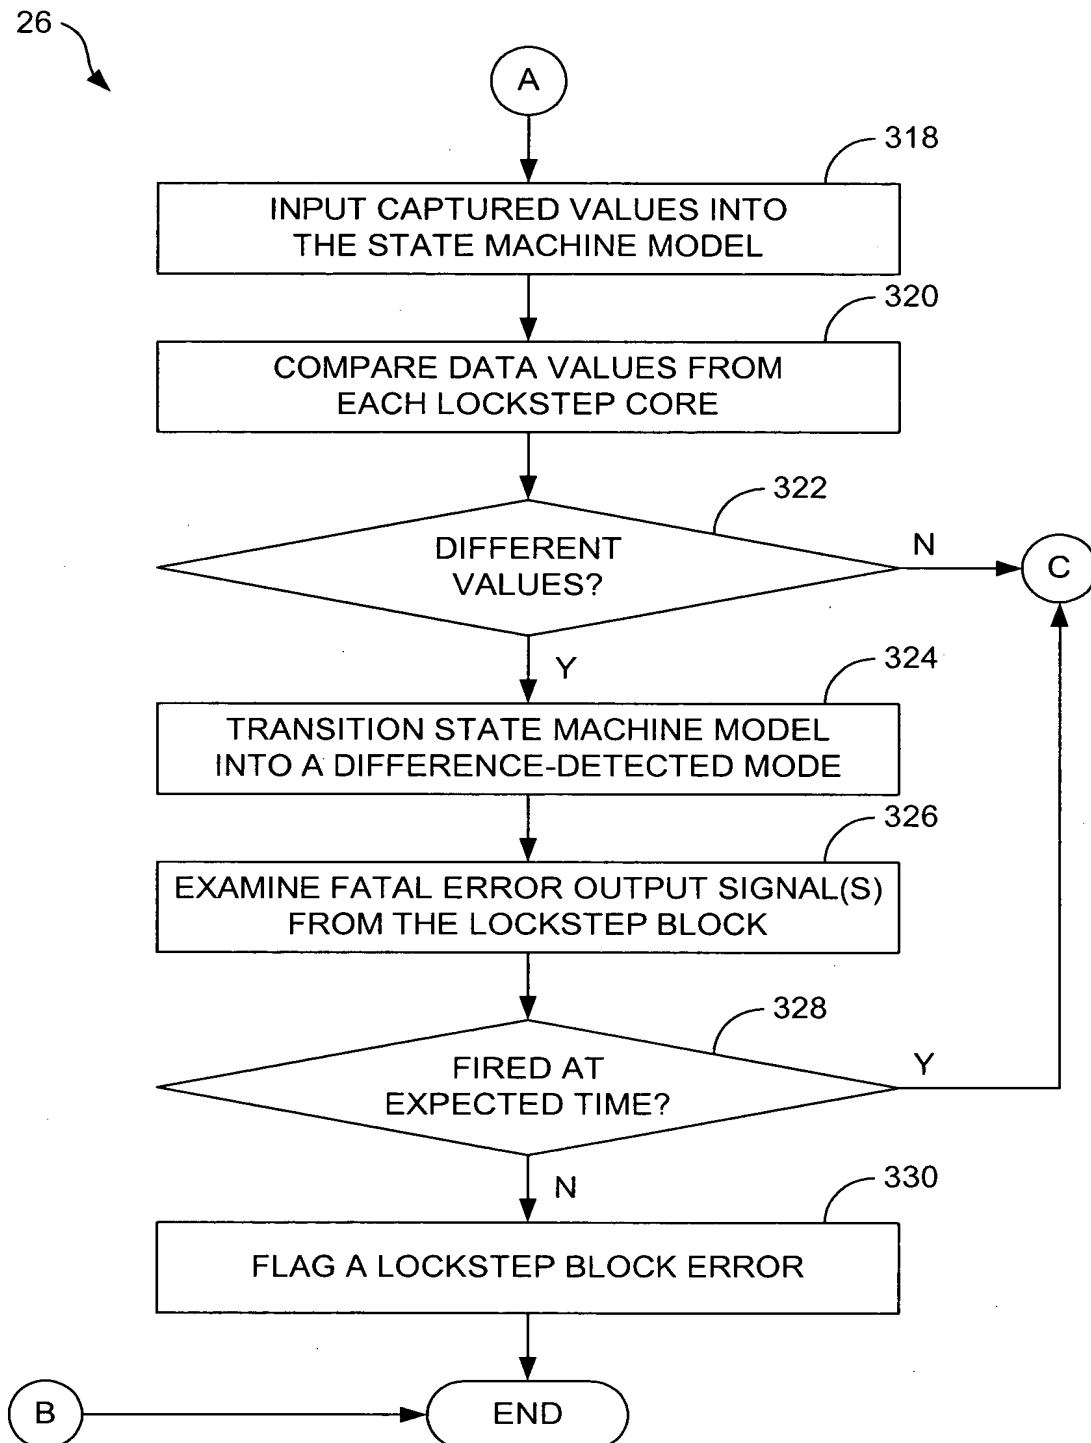 26
A
318
INPUT CAPTURED VALUES INTO
THE STATE MACHINE MODEL
320
COMPARE DATA VALUES FROM
EACH LOCKSTEP CORE
322
DIFFERENT
VALUES?
N
C
Y
324
TRANSITION STATE MACHINE MODEL
INTO A DIFFERENCE-DETECTED MODE
326
EXAMINE FATAL ERROR OUTPUT SIGNAL(S)
FROM THE LOCKSTEP BLOCK
328
FIRED AT
EXPECTED TIME?
Y
N
330
FLAG A LOCKSTEP BLOCK ERROR
B
END